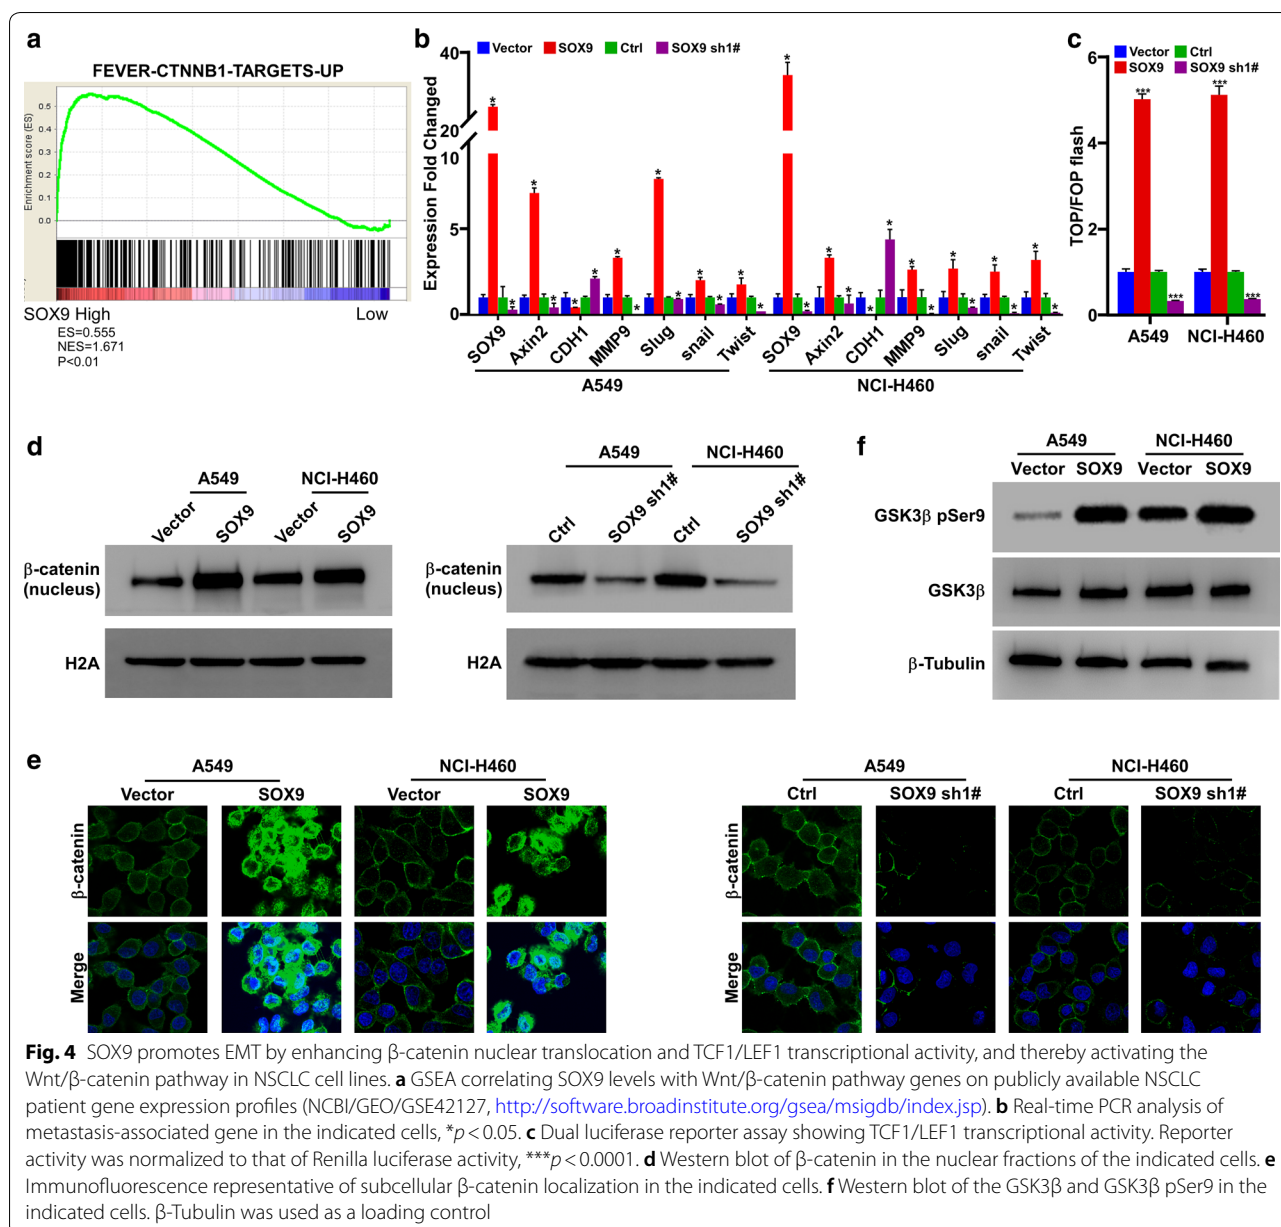 a
FEVER-CTNNB1-TARGETS-UP
Enrichment score (ES)
0.5
0.4
0.3
0.2
0.1
0.0
SOX9 High Low
ES=0.555
NES=1.671
P<0.01
b
Vector SOX9 Ctrl SOX9 sh1#
Expression Fold Changed
40
20
10
5
0
* * * * * * * * * * * * * *
* * * * * * * * * * * * * *
SOX9 Axin2 CDH1 MMP9 Slug snail Twist SOX9 Axin2 CDH1 MMP9 Slug snail Twist
A549 NCI-H460
c
Vector Ctrl
SOX9 SOX9 sh1#
TOP/FOP flash
6
4
2
0
*** *** *** ***
A549 NCI-H460
d
A549 NCI-H460
Vector SOX9 Vector SOX9
β-catenin
(nucleus)
H2A
A549 NCI-H460
Ctrl SOX9 sh1# Ctrl SOX9 sh1#
β-catenin
(nucleus)
H2A
f
A549 NCI-H460
Vector SOX9 Vector SOX9
GSK3β pSer9
GSK3β
β-Tubulin
e
A549 NCI-H460
Vector SOX9 Vector SOX9
β-catenin
Merge
A549 NCI-H460
Ctrl SOX9 sh1# Ctrl SOX9 sh1#
β-catenin
Merge
Fig. 4 SOX9 promotes EMT by enhancing β-catenin nuclear translocation and TCF1/LEF1 transcriptional activity, and thereby activating the
Wnt/β-catenin pathway in NSCLC cell lines. a GSEA correlating SOX9 levels with Wnt/β-catenin pathway genes on publicly available NSCLC
patient gene expression profiles (NCBI/GEO/GSE42127, http://software.broadinstitute.org/gsea/msigdb/index.jsp). b Real-time PCR analysis of
metastasis-associated gene in the indicated cells, *p < 0.05. c Dual luciferase reporter assay showing TCF1/LEF1 transcriptional activity. Reporter
activity was normalized to that of Renilla luciferase activity, ***p < 0.0001. d Western blot of β-catenin in the nuclear fractions of the indicated cells. e
Immunofluorescence representative of subcellular β-catenin localization in the indicated cells. f Western blot of the GSK3β and GSK3β pSer9 in the
indicated cells. β-Tubulin was used as a loading control